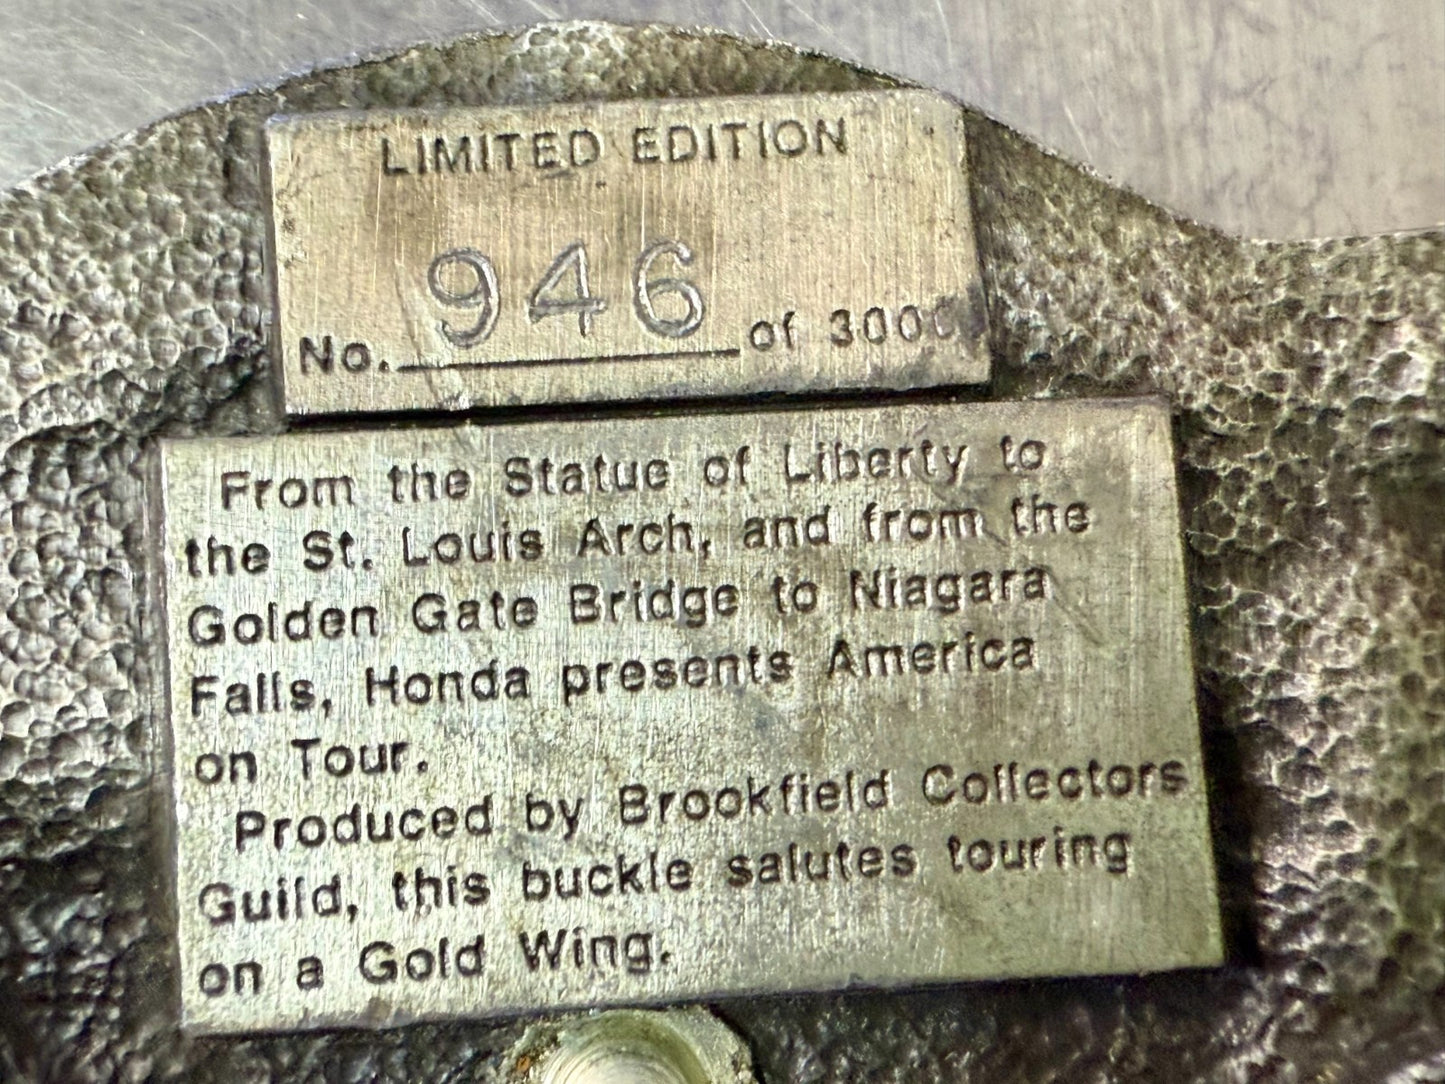 LIMITED EDITION
No. 946 of 3000
From the Statue of Liberty to
the St. Louis Arch, and from the
Golden Gate Bridge to Niagara
Falls, Honda presents America
on Tour.
Produced by Brookfield Collectors
Guild, this buckle salutes touring
on a Gold Wing.